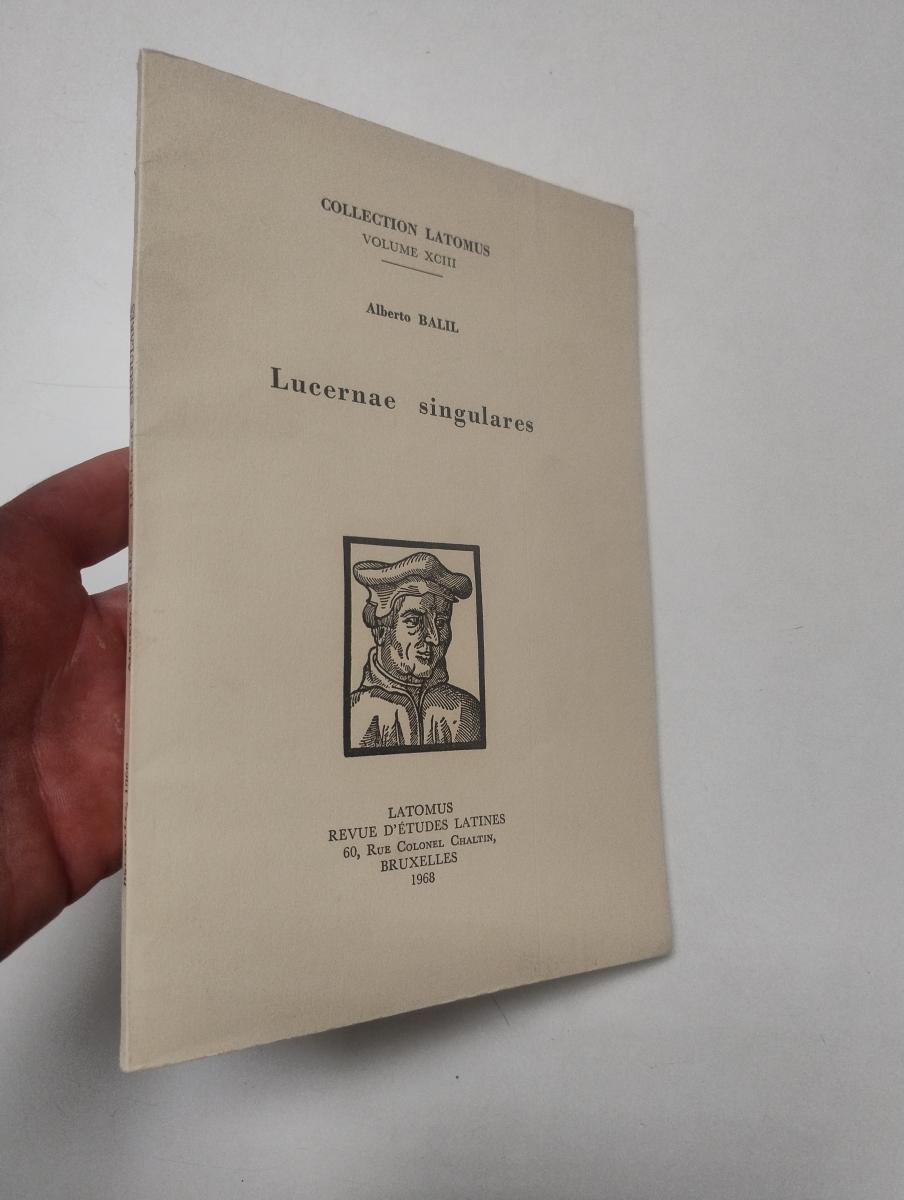 COLLECTION LATOMUS
VOLUME XCIII
Alberto BALIL
Lucernae singulares
LATOMUS
REVUE D'ÉTUDES LATINES
60, RUE COLONEL CHALTIN,
BRUXELLES
1968